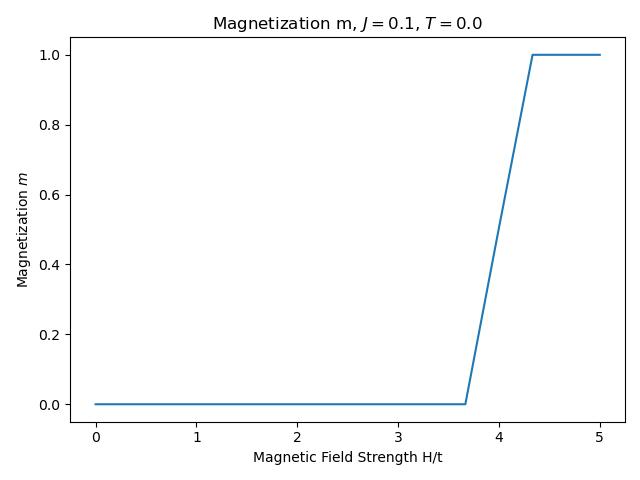 Magnetization m, J = 0.1, T = 0.0
1.0
0.8
0.6
0.4
0.2
0.0
Magnetization m
0 1 2 3 4 5
Magnetic Field Strength H/t